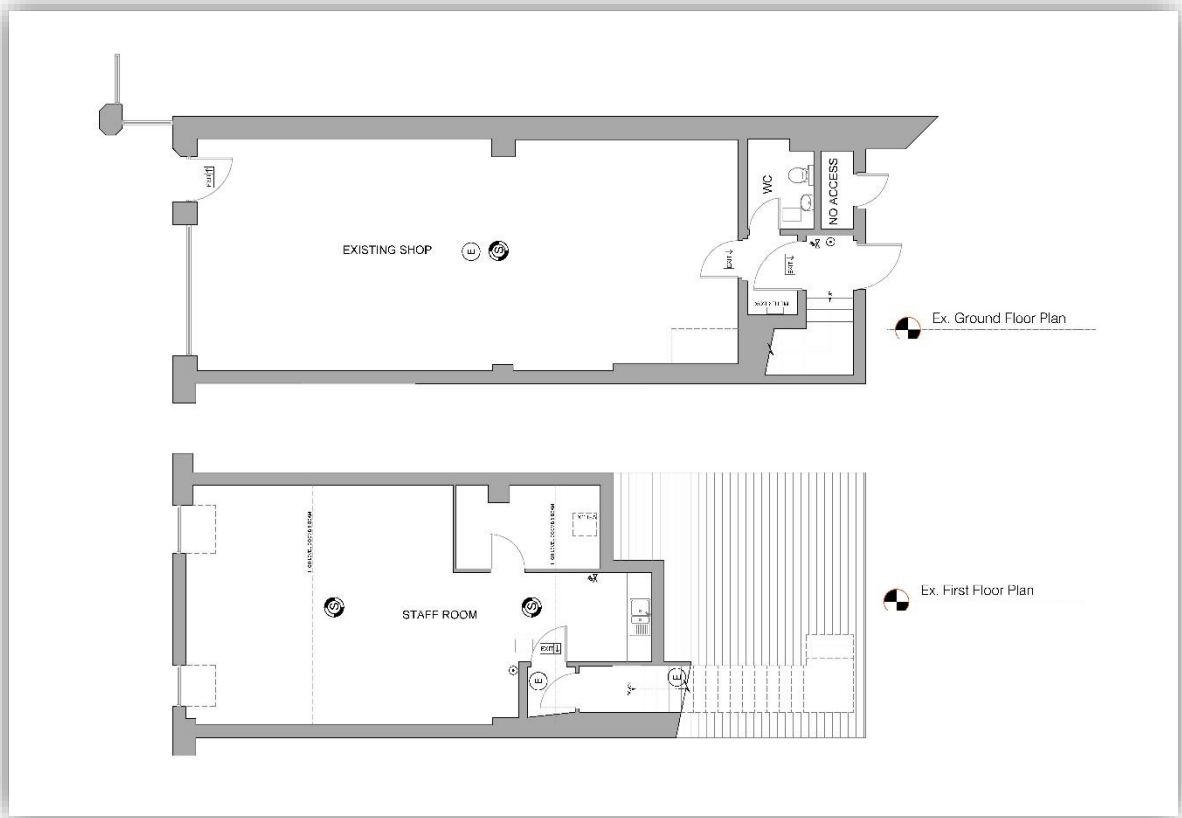 EXIT
WC
NO ACCESS
EXISTING SHOP
E
S
EXIT
EXIT
Ex. Ground Floor Plan
S
STAFF ROOM
S
EXIT
E
E
Ex. First Floor Plan